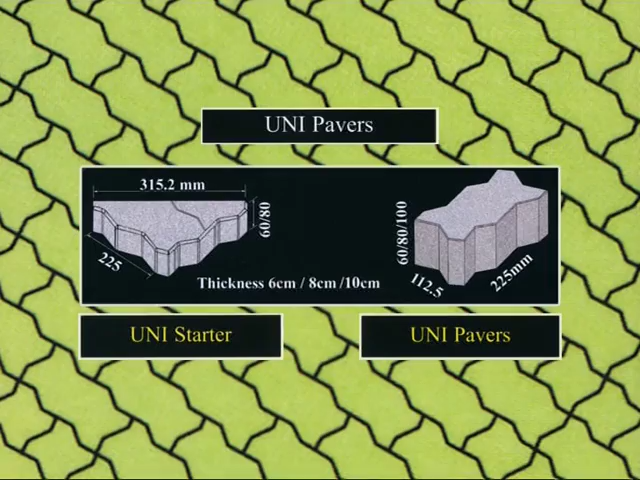 UNI Pavers
315.2 mm
60/80
225
Thickness 6cm / 8cm /10cm
60/80/100
112.5
225mm
UNI Starter
UNI Pavers